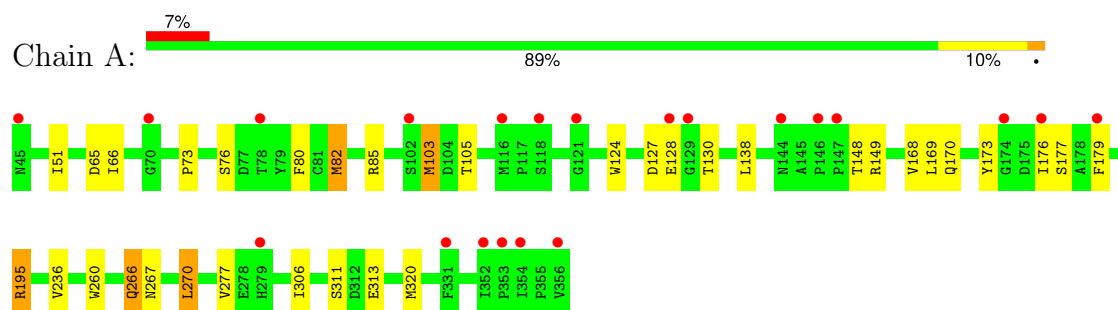 7%
Chain A:
89% 10% •
N45 I51 D65 I66 G70 P73 S76 D77 T78 Y79 F80 C81 M82 R85 S102 M103 D104 T105 M116 P117 S118 G121 W124 D127 E128 G129 T130 L138 N144 A145 P146 P147 T148 R149 V168 L169 Q170 Y173 G174 D175 I176 S177 A178 F179
R195 V236 W260 Q266 N267 L270 V277 E278 H279 I306 S311 D312 E313 M320 F331 I352 P353 I354 P355 V356